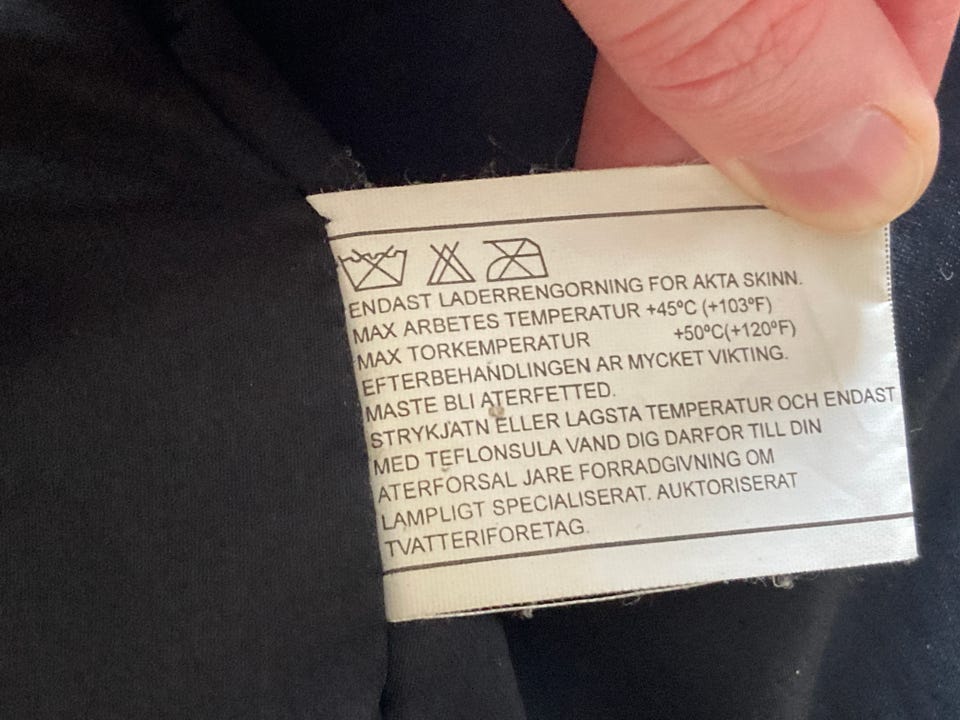 ENDAST LADERRENGORNING FOR AKTA SKINN.
MAX ARBETES TEMPERATUR +45ºC (+103ºF)
MAX TORKEMPERATUR +50ºC(+120ºF)
EFTERBEHANDLINGEN AR MYCKET VIKTING.
MASTE BLI ATERFETTED.
STRYKJATN ELLER LAGSTA TEMPERATUR OCH ENDAST
MED TEFLONSULA VAND DIG DARFOR TILL DIN
ATERFORSAL JARE FORRADGIVNING OM
LAMPLIGT SPECIALISERAT. AUKTORISERAT
TVATTERIFORETAG.